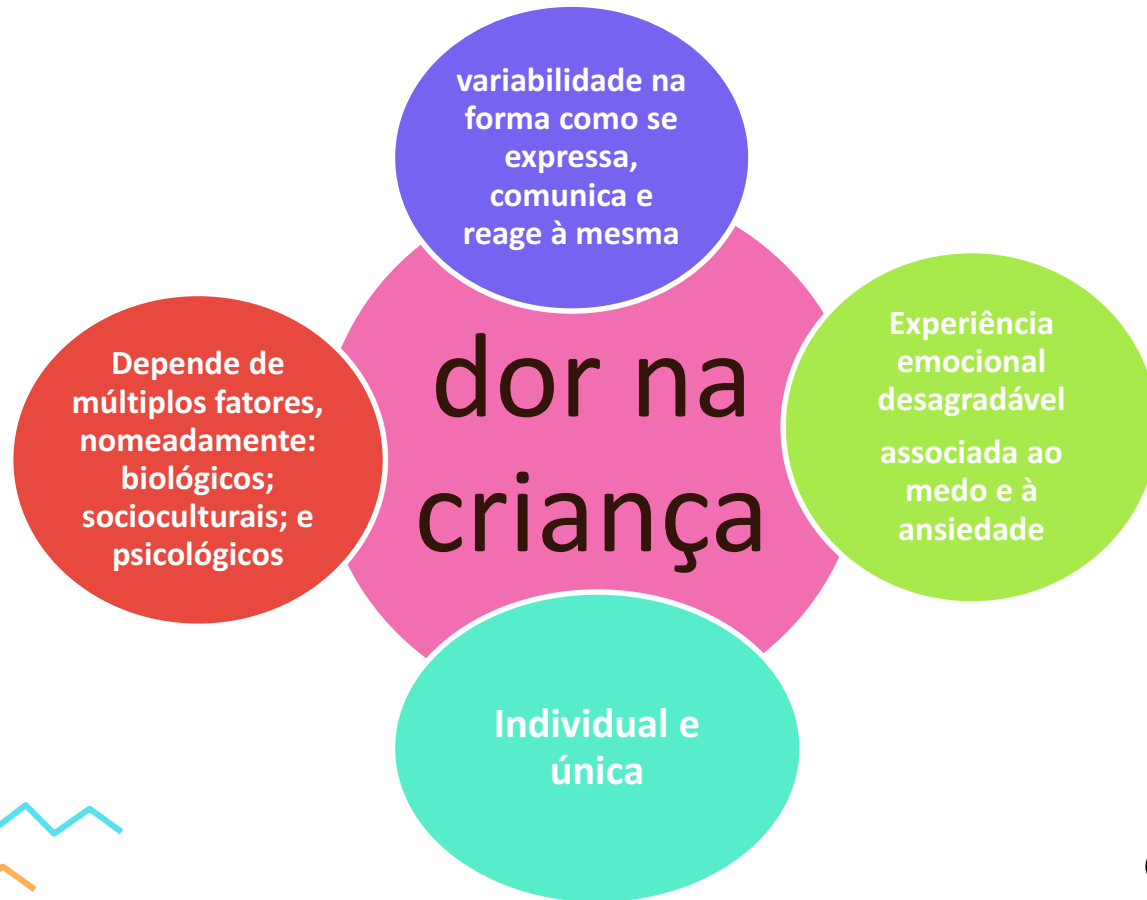 variabilidade na
forma como se
expressa,
comunica e
reage à mesma
Depende de
múltiplos fatores,
nomeadamente:
biológicos;
socioculturais; e
psicológicos
dor na
criança
Experiência
emocional
desagradável
associada ao
medo e à
ansiedade
Individual e
única